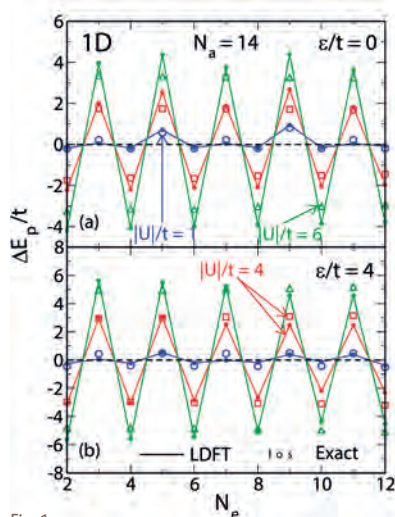 1D
N_a = 14
ε/t = 0
6
4
2
0
-2
-4
ΔE_p/t
(a)
|U|/t = 1
|U|/t = 6
8
6
4
2
0
-2
-4
-6
-8
|U|/t = 4
ε/t = 4
(b)
LDFT
Exact
2
4
6
8
10
12
N_e